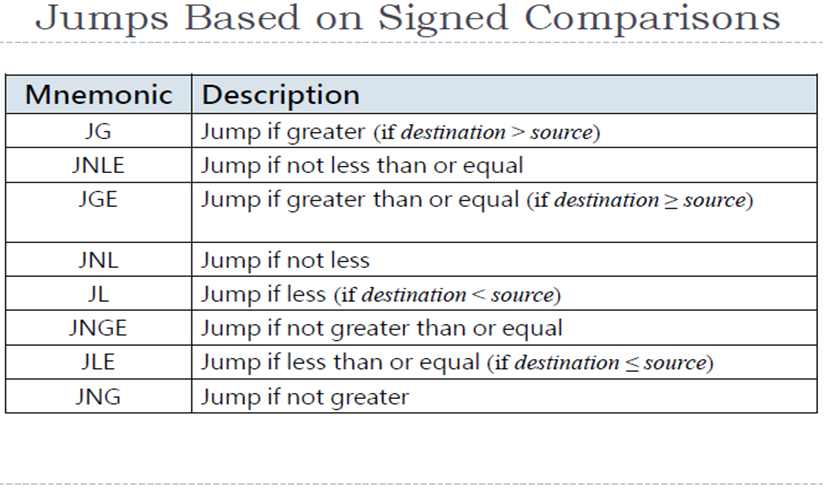 Jumps Based on Signed Comparisons
Mnemonic Description
JG Jump if greater (if destination > source)
JNLE Jump if not less than or equal
JGE Jump if greater than or equal (if destination ≥ source)
JNL Jump if not less
JL Jump if less (if destination < source)
JNGE Jump if not greater than or equal
JLE Jump if less than or equal (if destination ≤ source)
JNG Jump if not greater